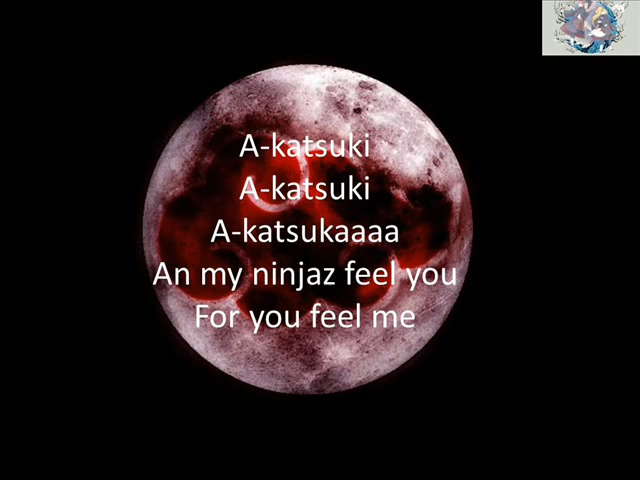 A-katsuki
A-katsuki
A-katsukaaaa
An my ninjaz feel you
For you feel me